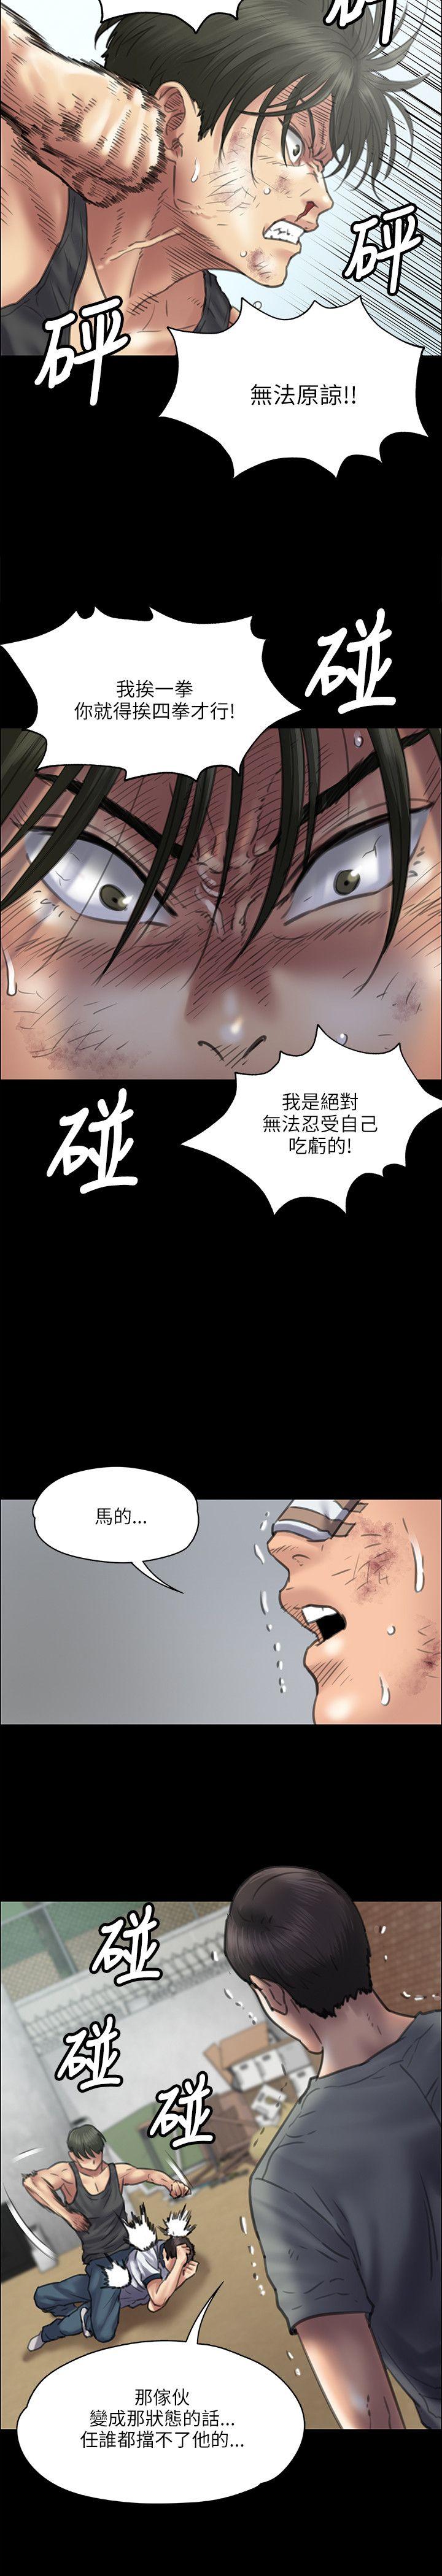 砰
砰
砰
無法原諒!!
碰
我挨一拳
你就得挨四拳才行!
我是絕對
無法忍受自己
吃虧的!
碰
馬的...
碰
碰
碰
那傢伙
變成那狀態的話...
任誰都擋不了他的...